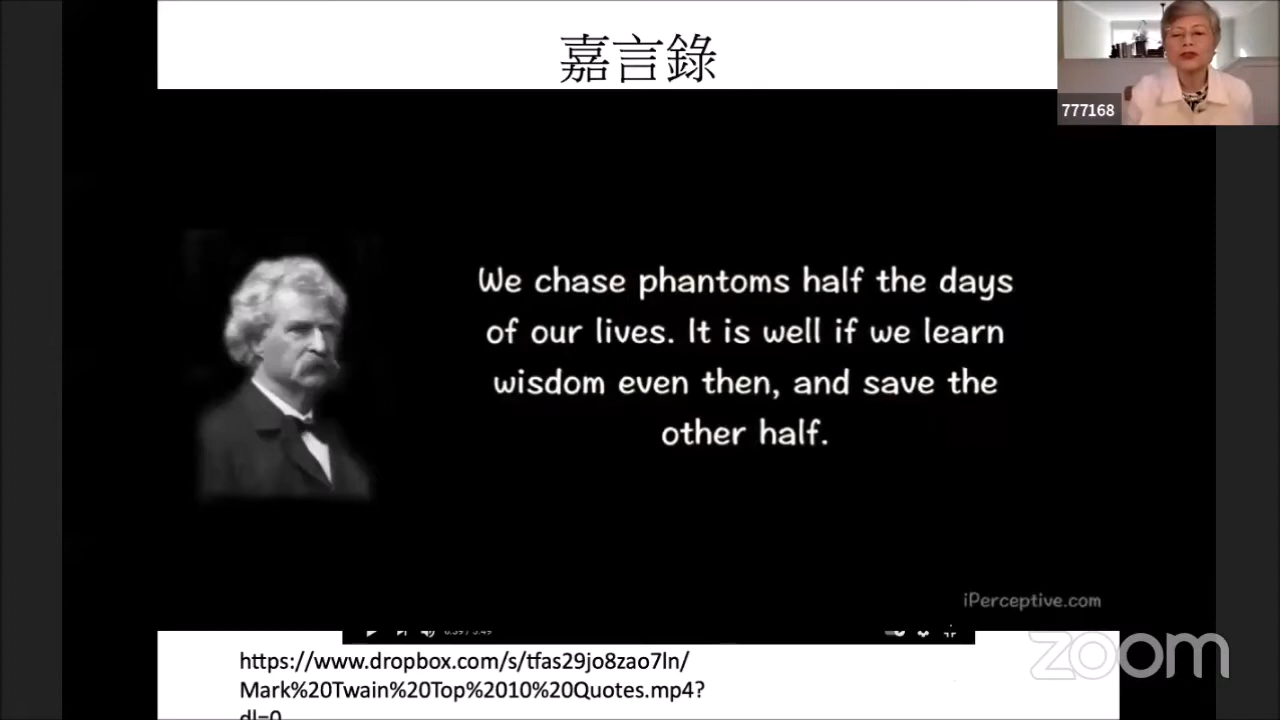 嘉言錄
777168
We chase phantoms half the days
of our lives. It is well if we learn
wisdom even then, and save the
other half.
iPerceptive.com
zoom
https://www.dropbox.com/s/tfas29jo8zao7ln/
Mark%20Twain%20Top%2010%20Quotes.mp4?
dl=0